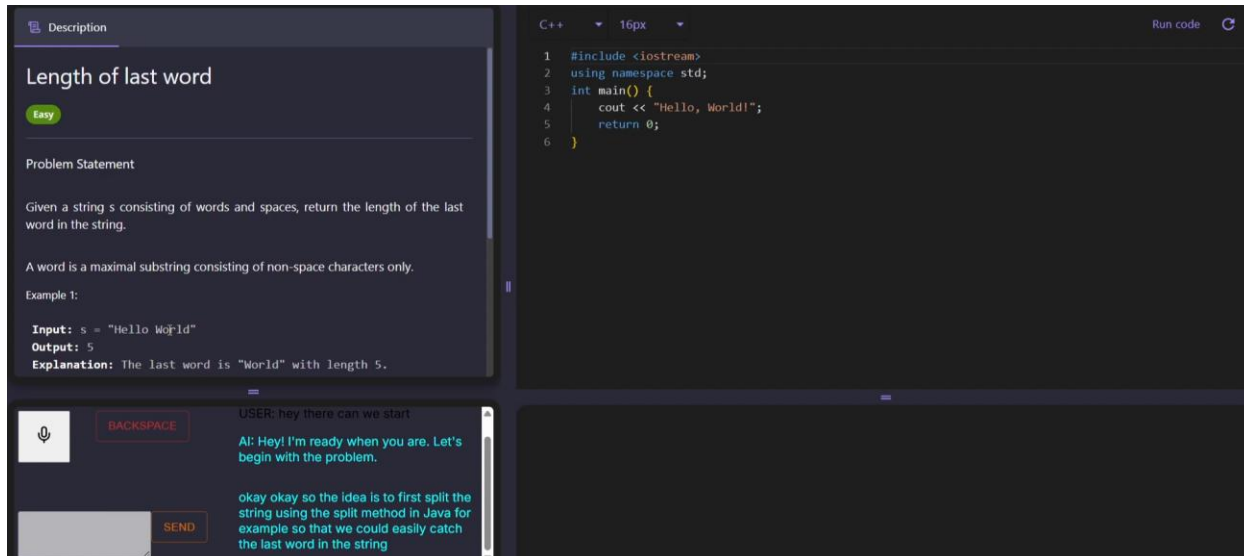 Description
Length of last word
Easy
Problem Statement
Given a string s consisting of words and spaces, return the length of the last
word in the string.
A word is a maximal substring consisting of non-space characters only.
Example 1:
Input: s = "Hello World"
Output: 5
Explanation: The last word is "World" with length 5.
C++ 16px Run code
1 #include <iostream>
2 using namespace std;
3 int main() {
4 cout << "Hello, World!";
5 return 0;
6 }
BACKSPACE
SEND
USER: hey there can we start
AI: Hey! I'm ready when you are. Let's
begin with the problem.
okay okay so the idea is to first split the
string using the split method in Java for
example so that we could easily catch
the last word in the string